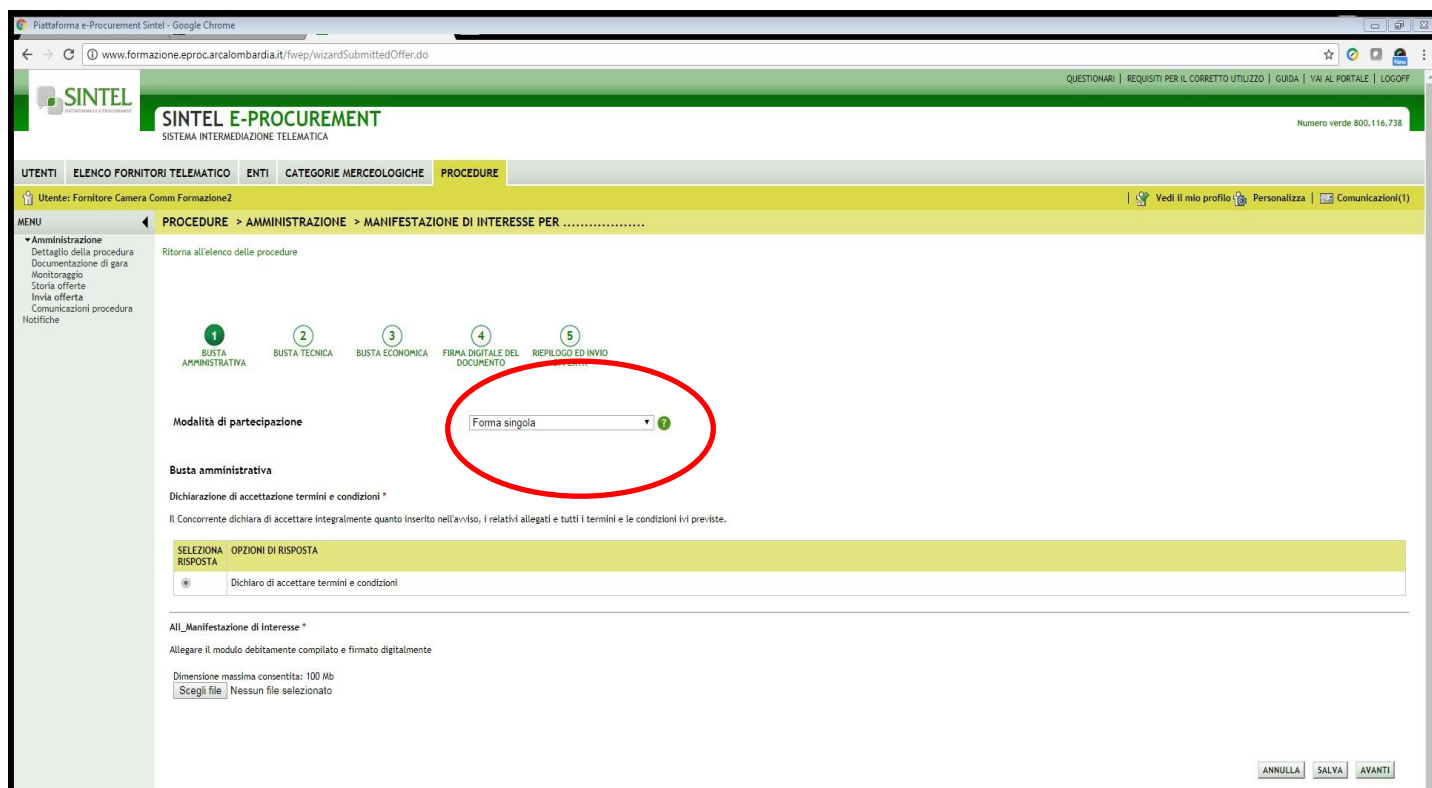 Piattaforma e-Procurement Sintel - Google Chrome
www.formazione.eproc.arcalombardia.it/fwep/wizardSubmittedOffer.do
New
QUESTIONARI | REQUISITI PER IL CORRETTO UTILIZZO | GUIDA | VAI AL PORTALE | LOGOFF
SINTEL
PIATTAFORMA DI E-PROCUREMENT
SINTEL E-PROCUREMENT
SISTEMA INTERMEDIAZIONE TELEMATICA
Numero verde 800.116.738
UTENTI ELENCO FORNITORI TELEMATICO ENTI CATEGORIE MERCEOLOGICHE PROCEDURE
Utente: Fornitore Camera Comm Formazione2
| Vedi il mio profilo Personalizza | Comunicazioni(1)
MENU
PROCEDURE > AMMINISTRAZIONE > MANIFESTAZIONE DI INTERESSE PER ...................
Amministrazione
Dettaglio della procedura
Documentazione di gara
Monitoraggio
Storia offerte
Invia offerta
Comunicazioni procedura
Notifiche
Ritorna all'elenco delle procedure
1
BUSTA
AMMINISTRATIVA
2
BUSTA TECNICA
3
BUSTA ECONOMICA
4
FIRMA DIGITALE DEL
DOCUMENTO
5
RIEPILOGO ED INVIO
OFFERTA
Modalità di partecipazione
Forma singola
?
Busta amministrativa
Dichiarazione di accettazione termini e condizioni *
Il Concorrente dichiara di accettare integralmente quanto inserito nell'avviso, i relativi allegati e tutti i termini e le condizioni ivi previste.
SELEZIONA
RISPOSTA
OPZIONI DI RISPOSTA
Dichiaro di accettare termini e condizioni
All_Manifestazione di interesse *
Allegare il modulo debitamente compilato e firmato digitalmente
Dimensione massima consentita: 100 Mb
Scegli file Nessun file selezionato
ANNULLA SALVA AVANTI